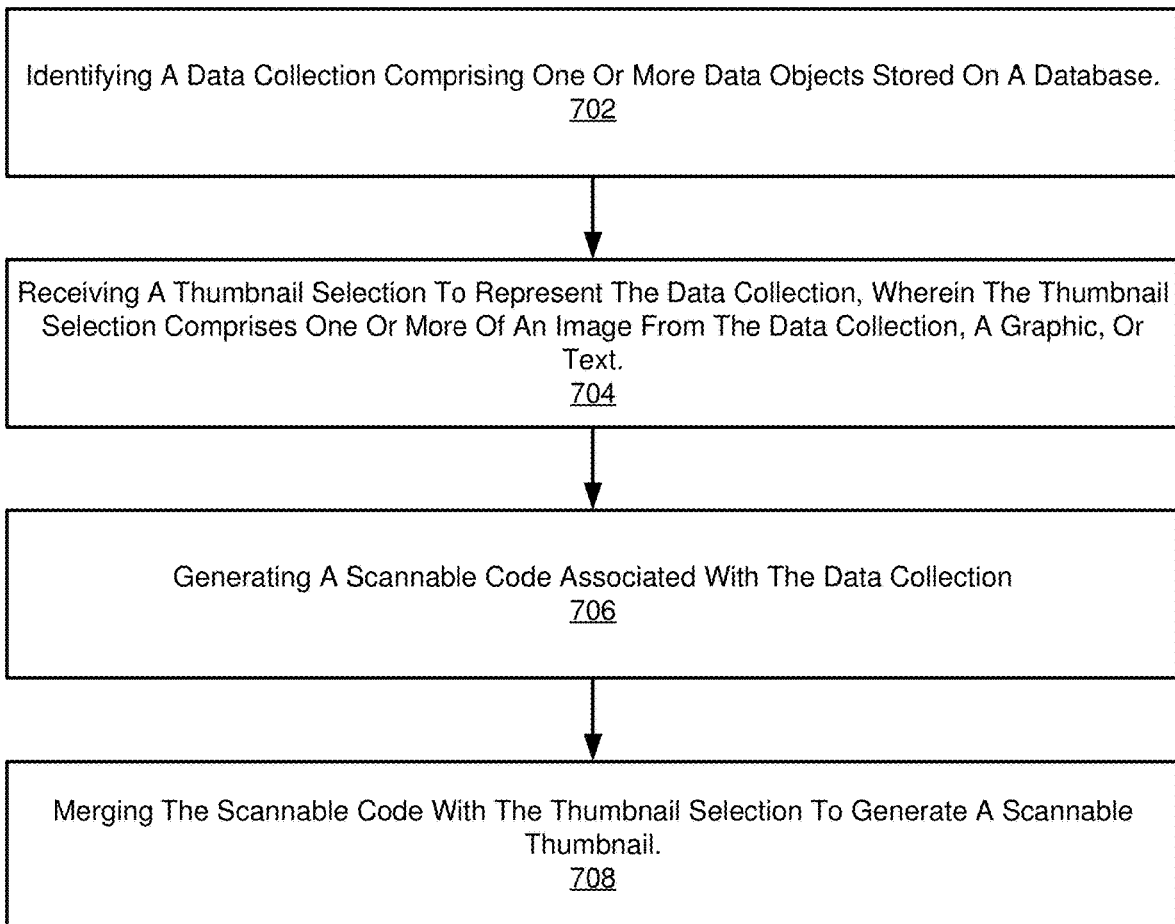 Identifying A Data Collection Comprising One Or More Data Objects Stored On A Database.
702
Receiving A Thumbnail Selection To Represent The Data Collection, Wherein The Thumbnail
Selection Comprises One Or More Of An Image From The Data Collection, A Graphic, Or
Text.
704
Generating A Scannable Code Associated With The Data Collection
706
Merging The Scannable Code With The Thumbnail Selection To Generate A Scannable
Thumbnail.
708